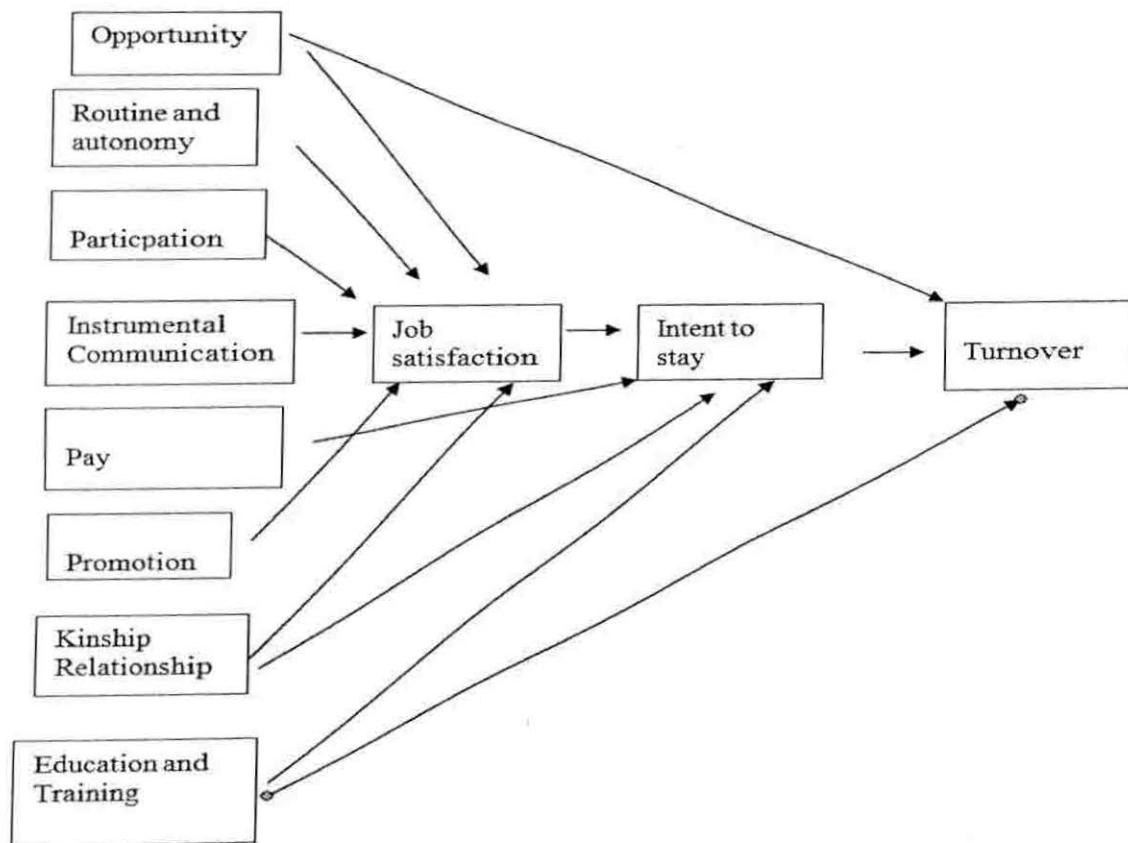 Opportunity
Routine and
autonomy
Particpation
Instrumental
Communication
Job
satisfaction
Intent to
stay
Turnover
Pay
Promotion
Kinship
Relationship
Education and
Training